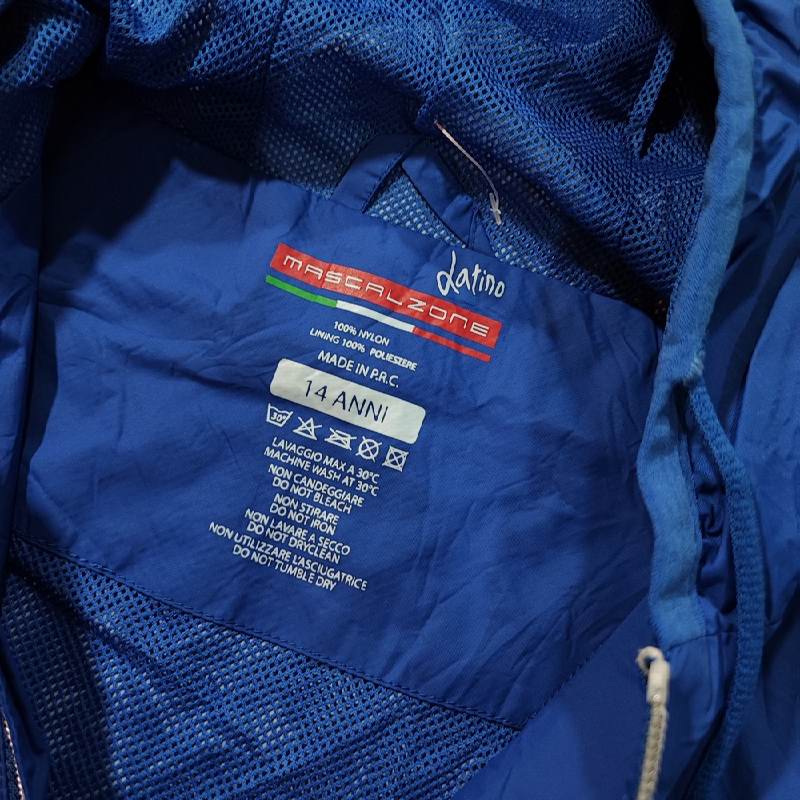 Latino
MASCALZONE
100% NYLON
LINING 100% POLIESZERE
MADE IN P.R.C.
14 ANNi
30°
LAVAGGIO MAX A 30°C
MACHINE WASH AT 30°C
NON CANDEGGIARE
DO NOT BLEACH
NON STIRARE
DO NOT IRON
NON LAVARE A SECCO
DO NOT DRYCLEAN
NON UTILIZZARE L'ASCIUGATRICE
DO NOT TUMBLE DRY